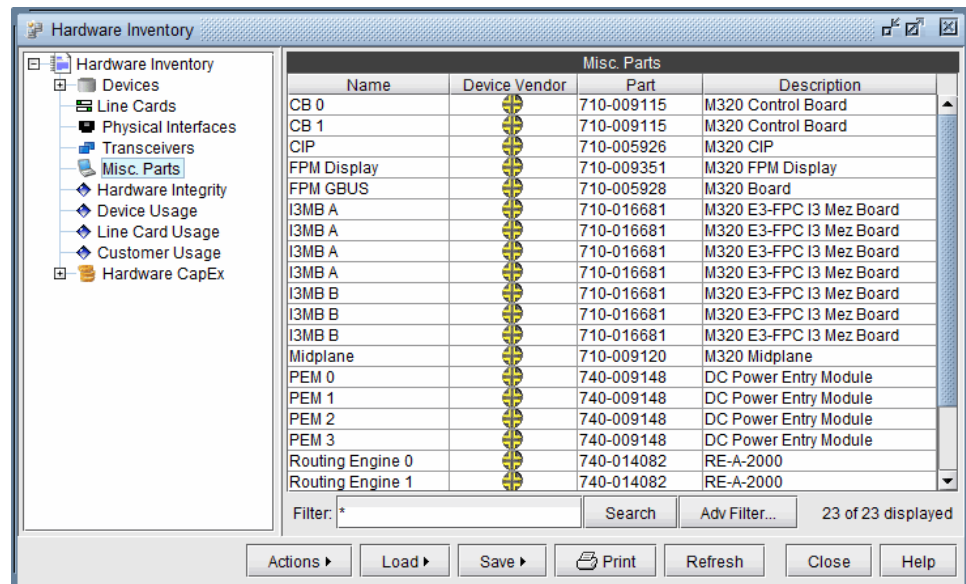 Hardware Inventory
Hardware Inventory
Devices
Line Cards
Physical Interfaces
Transceivers
Misc. Parts
Hardware Integrity
Device Usage
Line Card Usage
Customer Usage
Hardware CapEx
Misc. Parts
Name Device Vendor Part Description
CB 0 710-009115 M320 Control Board
CB 1 710-009115 M320 Control Board
CIP 710-005926 M320 CIP
FPM Display 710-009351 M320 FPM Display
FPM GBUS 710-005928 M320 Board
I3MB A 710-016681 M320 E3-FPC I3 Mez Board
I3MB A 710-016681 M320 E3-FPC I3 Mez Board
I3MB A 710-016681 M320 E3-FPC I3 Mez Board
I3MB A 710-016681 M320 E3-FPC I3 Mez Board
I3MB B 710-016681 M320 E3-FPC I3 Mez Board
I3MB B 710-016681 M320 E3-FPC I3 Mez Board
I3MB B 710-016681 M320 E3-FPC I3 Mez Board
Midplane 710-009120 M320 Midplane
PEM 0 740-009148 DC Power Entry Module
PEM 1 740-009148 DC Power Entry Module
PEM 2 740-009148 DC Power Entry Module
PEM 3 740-009148 DC Power Entry Module
Routing Engine 0 740-014082 RE-A-2000
Routing Engine 1 740-014082 RE-A-2000
Filter: * Search Adv Filter... 23 of 23 displayed
Actions Load Save Print Refresh Close Help